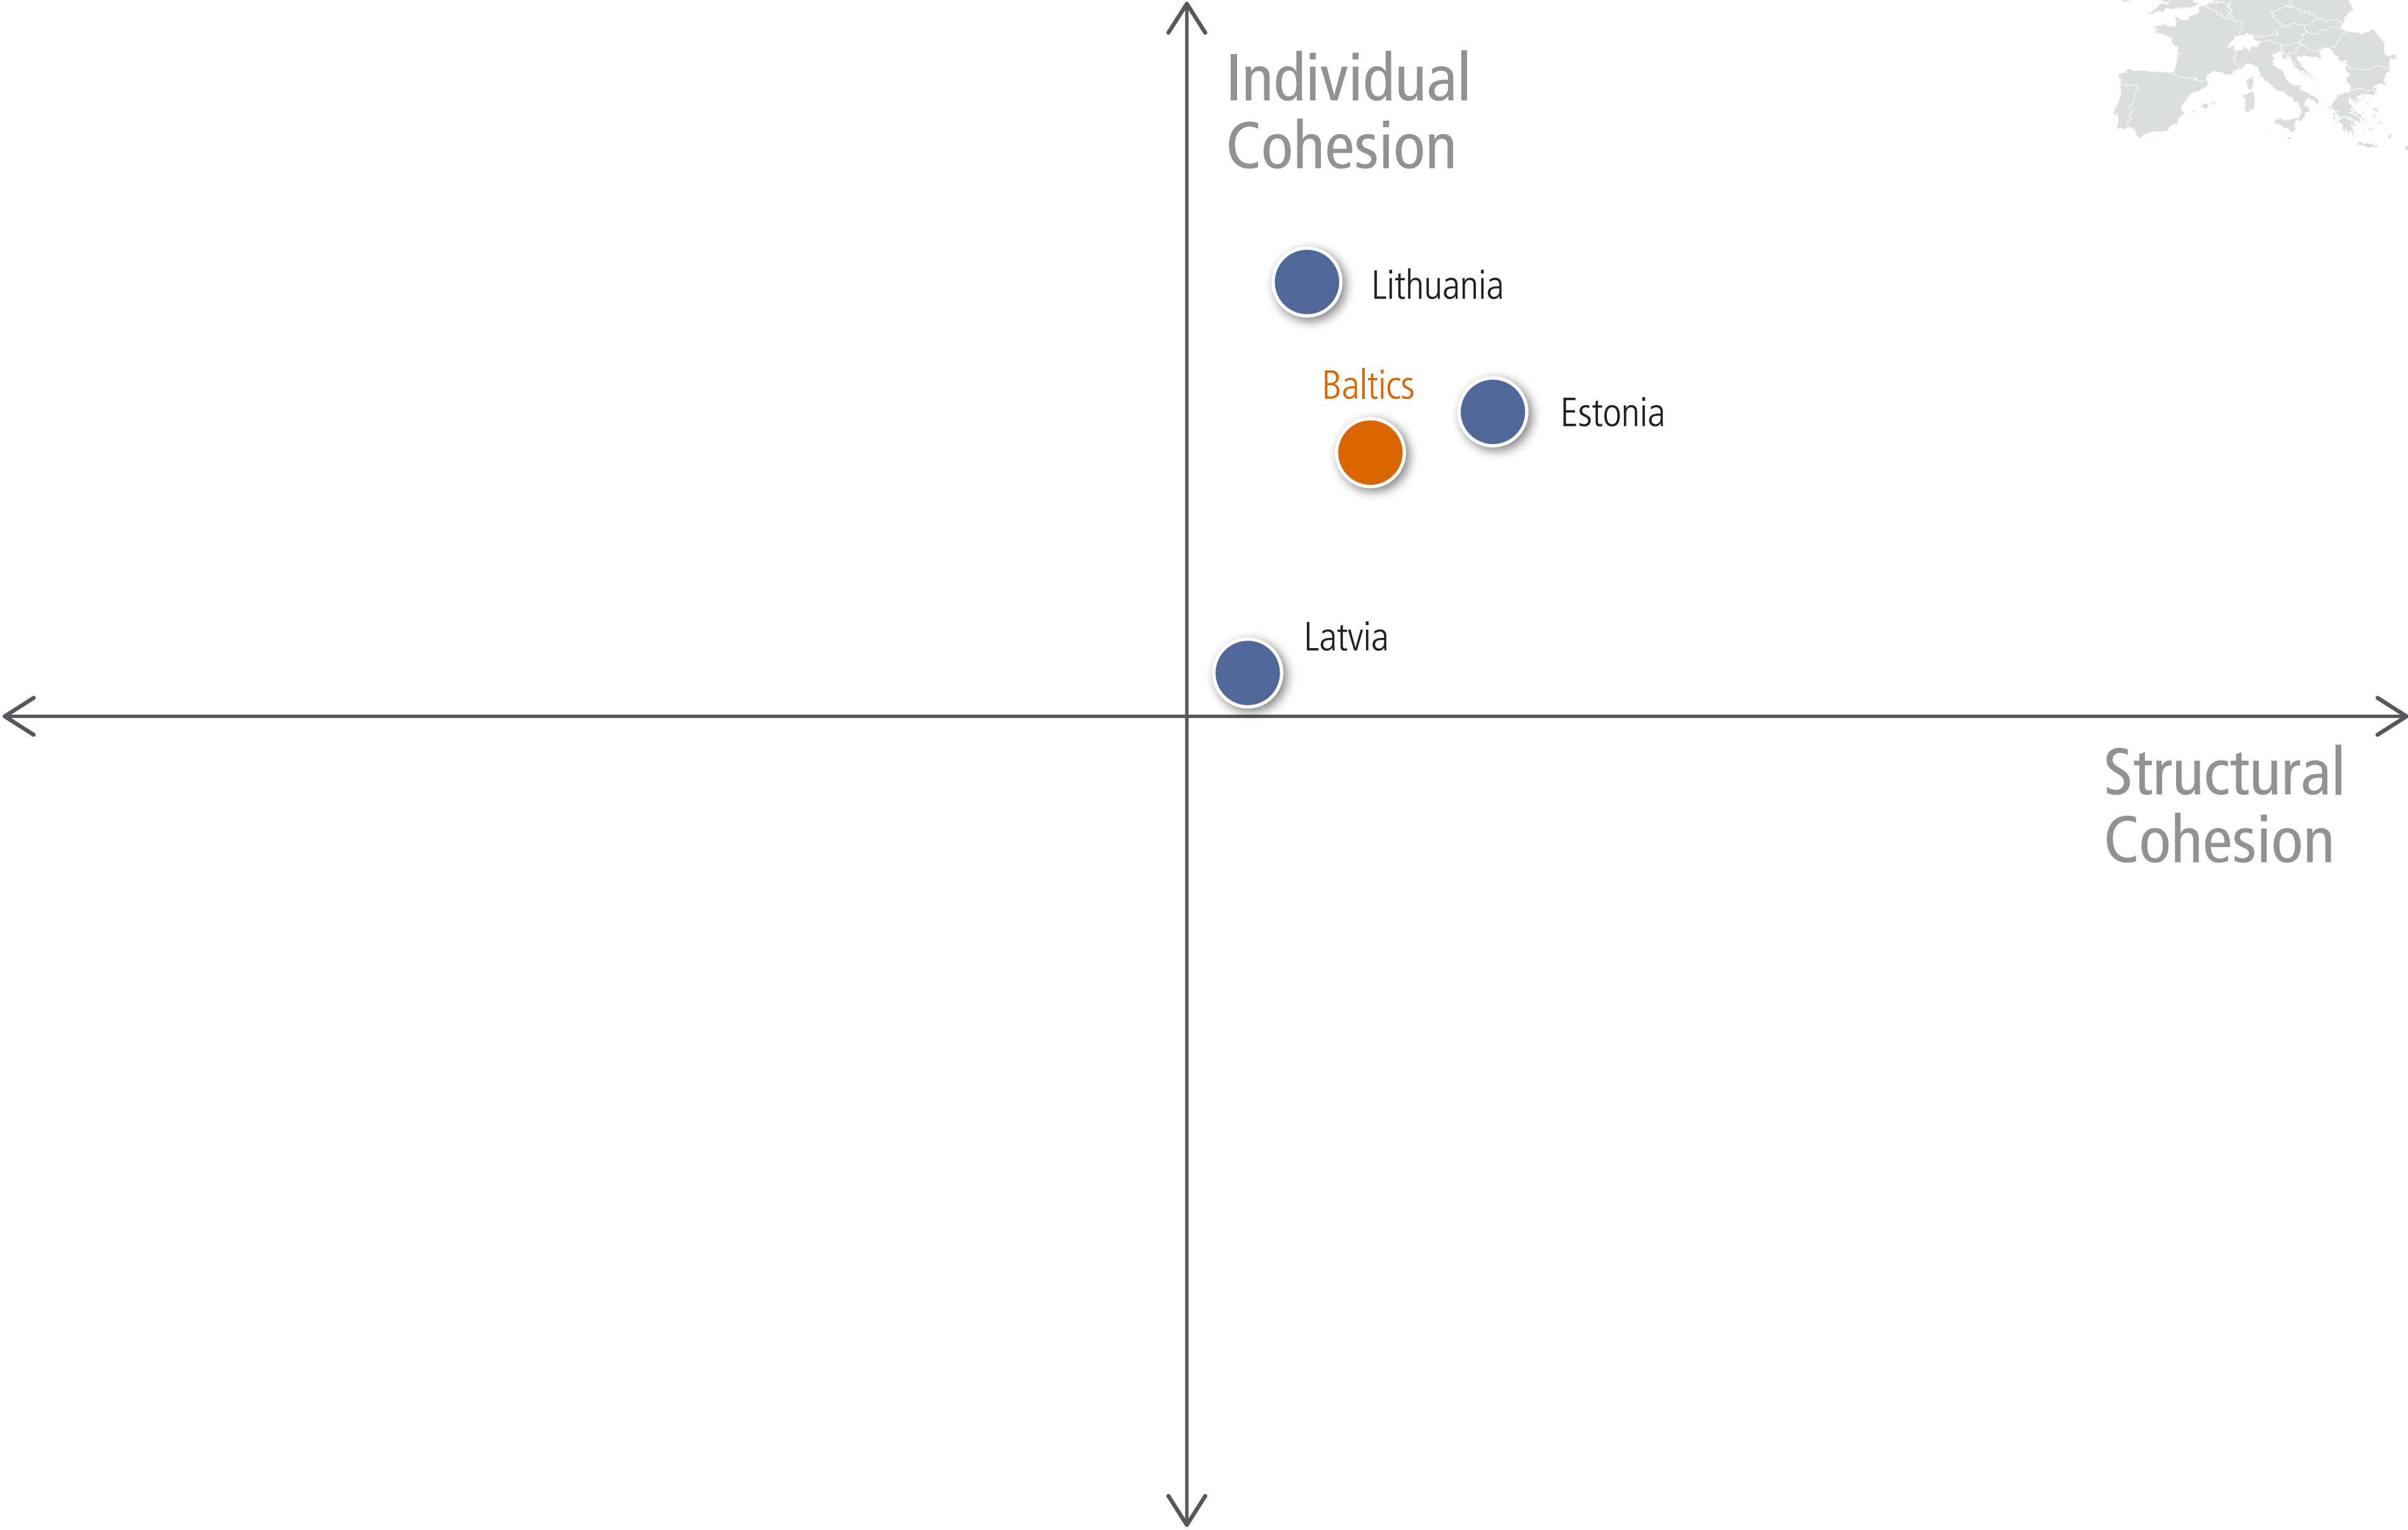 Individual
Cohesion
Lithuania
Baltics
Estonia
Latvia
Structural
Cohesion